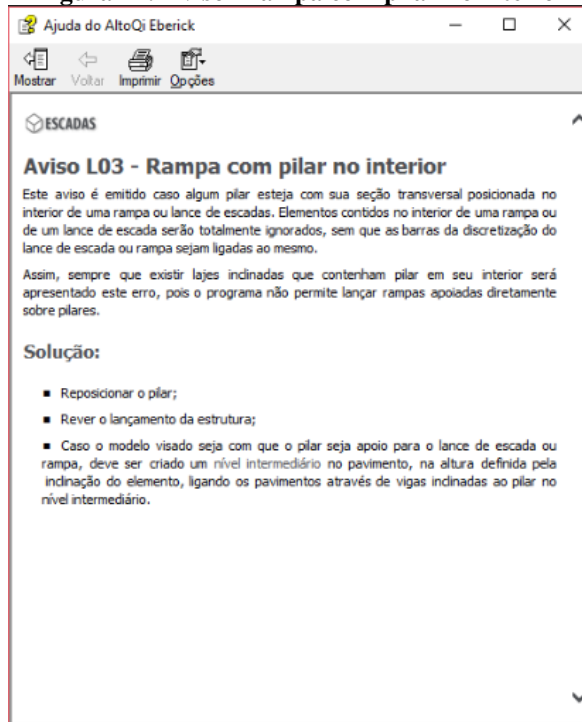 Ajuda do AltoQi Eberick
Mostrar Voltar Imprimir Opções
ESCADAS
Aviso L03 - Rampa com pilar no interior
Este aviso é emitido caso algum pilar esteja com sua seção transversal posicionada no
interior de uma rampa ou lance de escadas. Elementos contidos no interior de uma rampa ou
de um lance de escada serão totalmente ignorados, sem que as barras da discretização do
lance de escada ou rampa sejam ligadas ao mesmo.
Assim, sempre que existir lajes inclinadas que contenham pilar em seu interior será
apresentado este erro, pois o programa não permite lançar rampas apoiadas diretamente
sobre pilares.
Solução:
■ Reposicionar o pilar;
■ Rever o lançamento da estrutura;
■ Caso o modelo visado seja com que o pilar seja apoio para o lance de escada ou
rampa, deve ser criado um nível intermediário no pavimento, na altura definida pela
inclinação do elemento, ligando os pavimentos através de vigas inclinadas ao pilar no
nível intermediário.